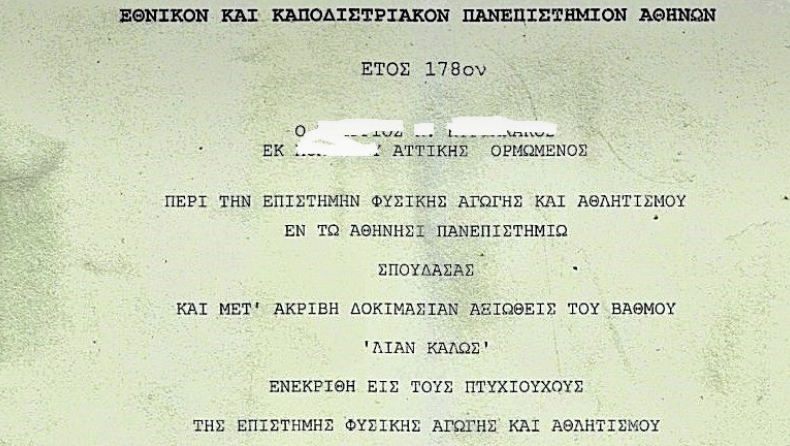 ΕΘΝΙΚΟΝ ΚΑΙ ΚΑΠΟΔΙΣΤΡΙΑΚΟΝ ΠΑΝΕΠΙΣΤΗΜΙΟΝ ΑΘΗΝΩΝ
ΕΤΟΣ 178ον
Ο
ΕΚ ΑΤΤΙΚΗΣ ΟΡΜΩΜΕΝΟΣ
ΠΕΡΙ ΤΗΝ ΕΠΙΣΤΗΜΗΝ ΦΥΣΙΚΗΣ ΑΓΩΓΗΣ ΚΑΙ ΑΘΛΗΤΙΣΜΟΥ
ΕΝ ΤΩ ΑΘΗΝΗΣΙ ΠΑΝΕΠΙΣΤΗΜΙΩ
ΣΠΟΥΔΑΣΑΣ
ΚΑΙ ΜΕΤ' ΑΚΡΙΒΗ ΔΟΚΙΜΑΣΙΑΝ ΑΞΙΩΘΕΙΣ ΤΟΥ ΒΑΘΜΟΥ
'ΛΙΑΝ ΚΑΛΩΣ'
ΕΝΕΚΡΙΘΗ ΕΙΣ ΤΟΥΣ ΠΤΥΧΙΟΥΧΟΥΣ
ΤΗΣ ΕΠΙΣΤΗΜΗΣ ΦΥΣΙΚΗΣ ΑΓΩΓΗΣ ΚΑΙ ΑΘΛΗΤΙΣΜΟΥ